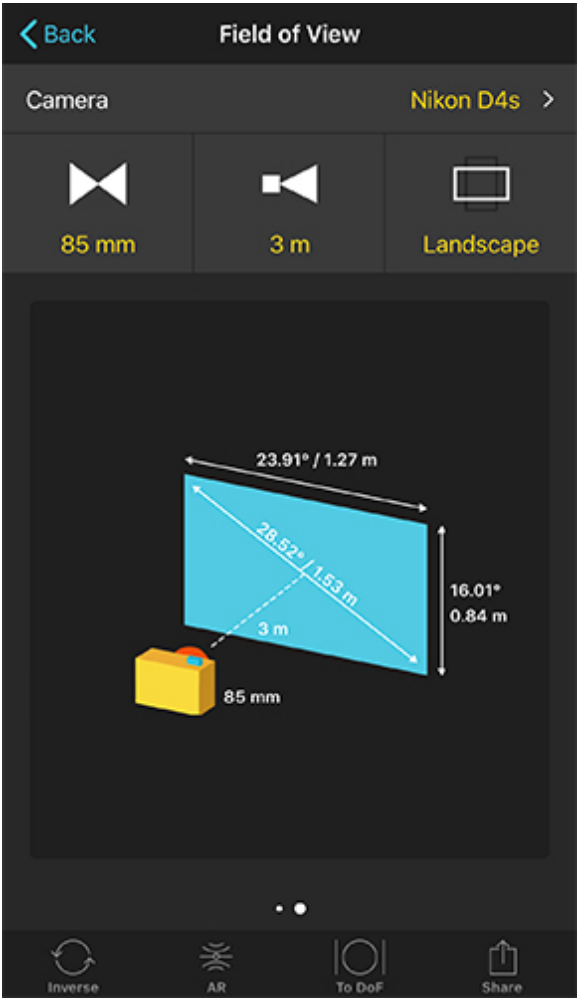 Back
Field of View
Camera
Nikon D4s
85 mm
3 m
Landscape
23.91° / 1.27 m
28.52° / 1.53 m
16.01°
0.84 m
3 m
85 mm
Inverse
AR
To DoF
Share